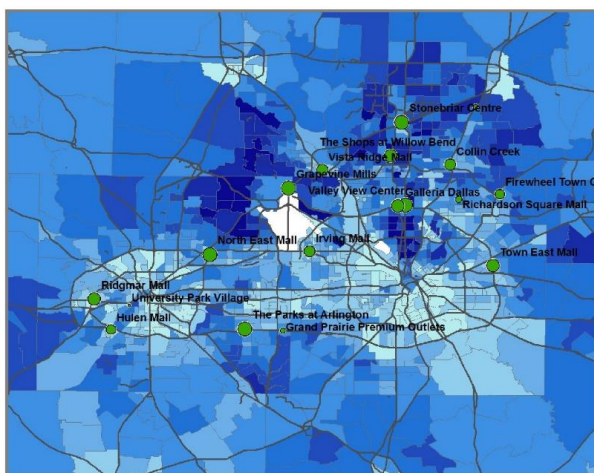 Stonebriar Centre
The Shops at Willow Bend
Vista Ridge Mall
Collin Creek
Grapevine Mills
Valley View Center
Galleria Dallas
Firewheel Town C
Richardson Square Mall
North East Mall
Irving Mall
Town East Mall
Ridgmar Mall
University Park Village
Hulen Mall
The Parks at Arlington
Grand Prairie Premium Outlets